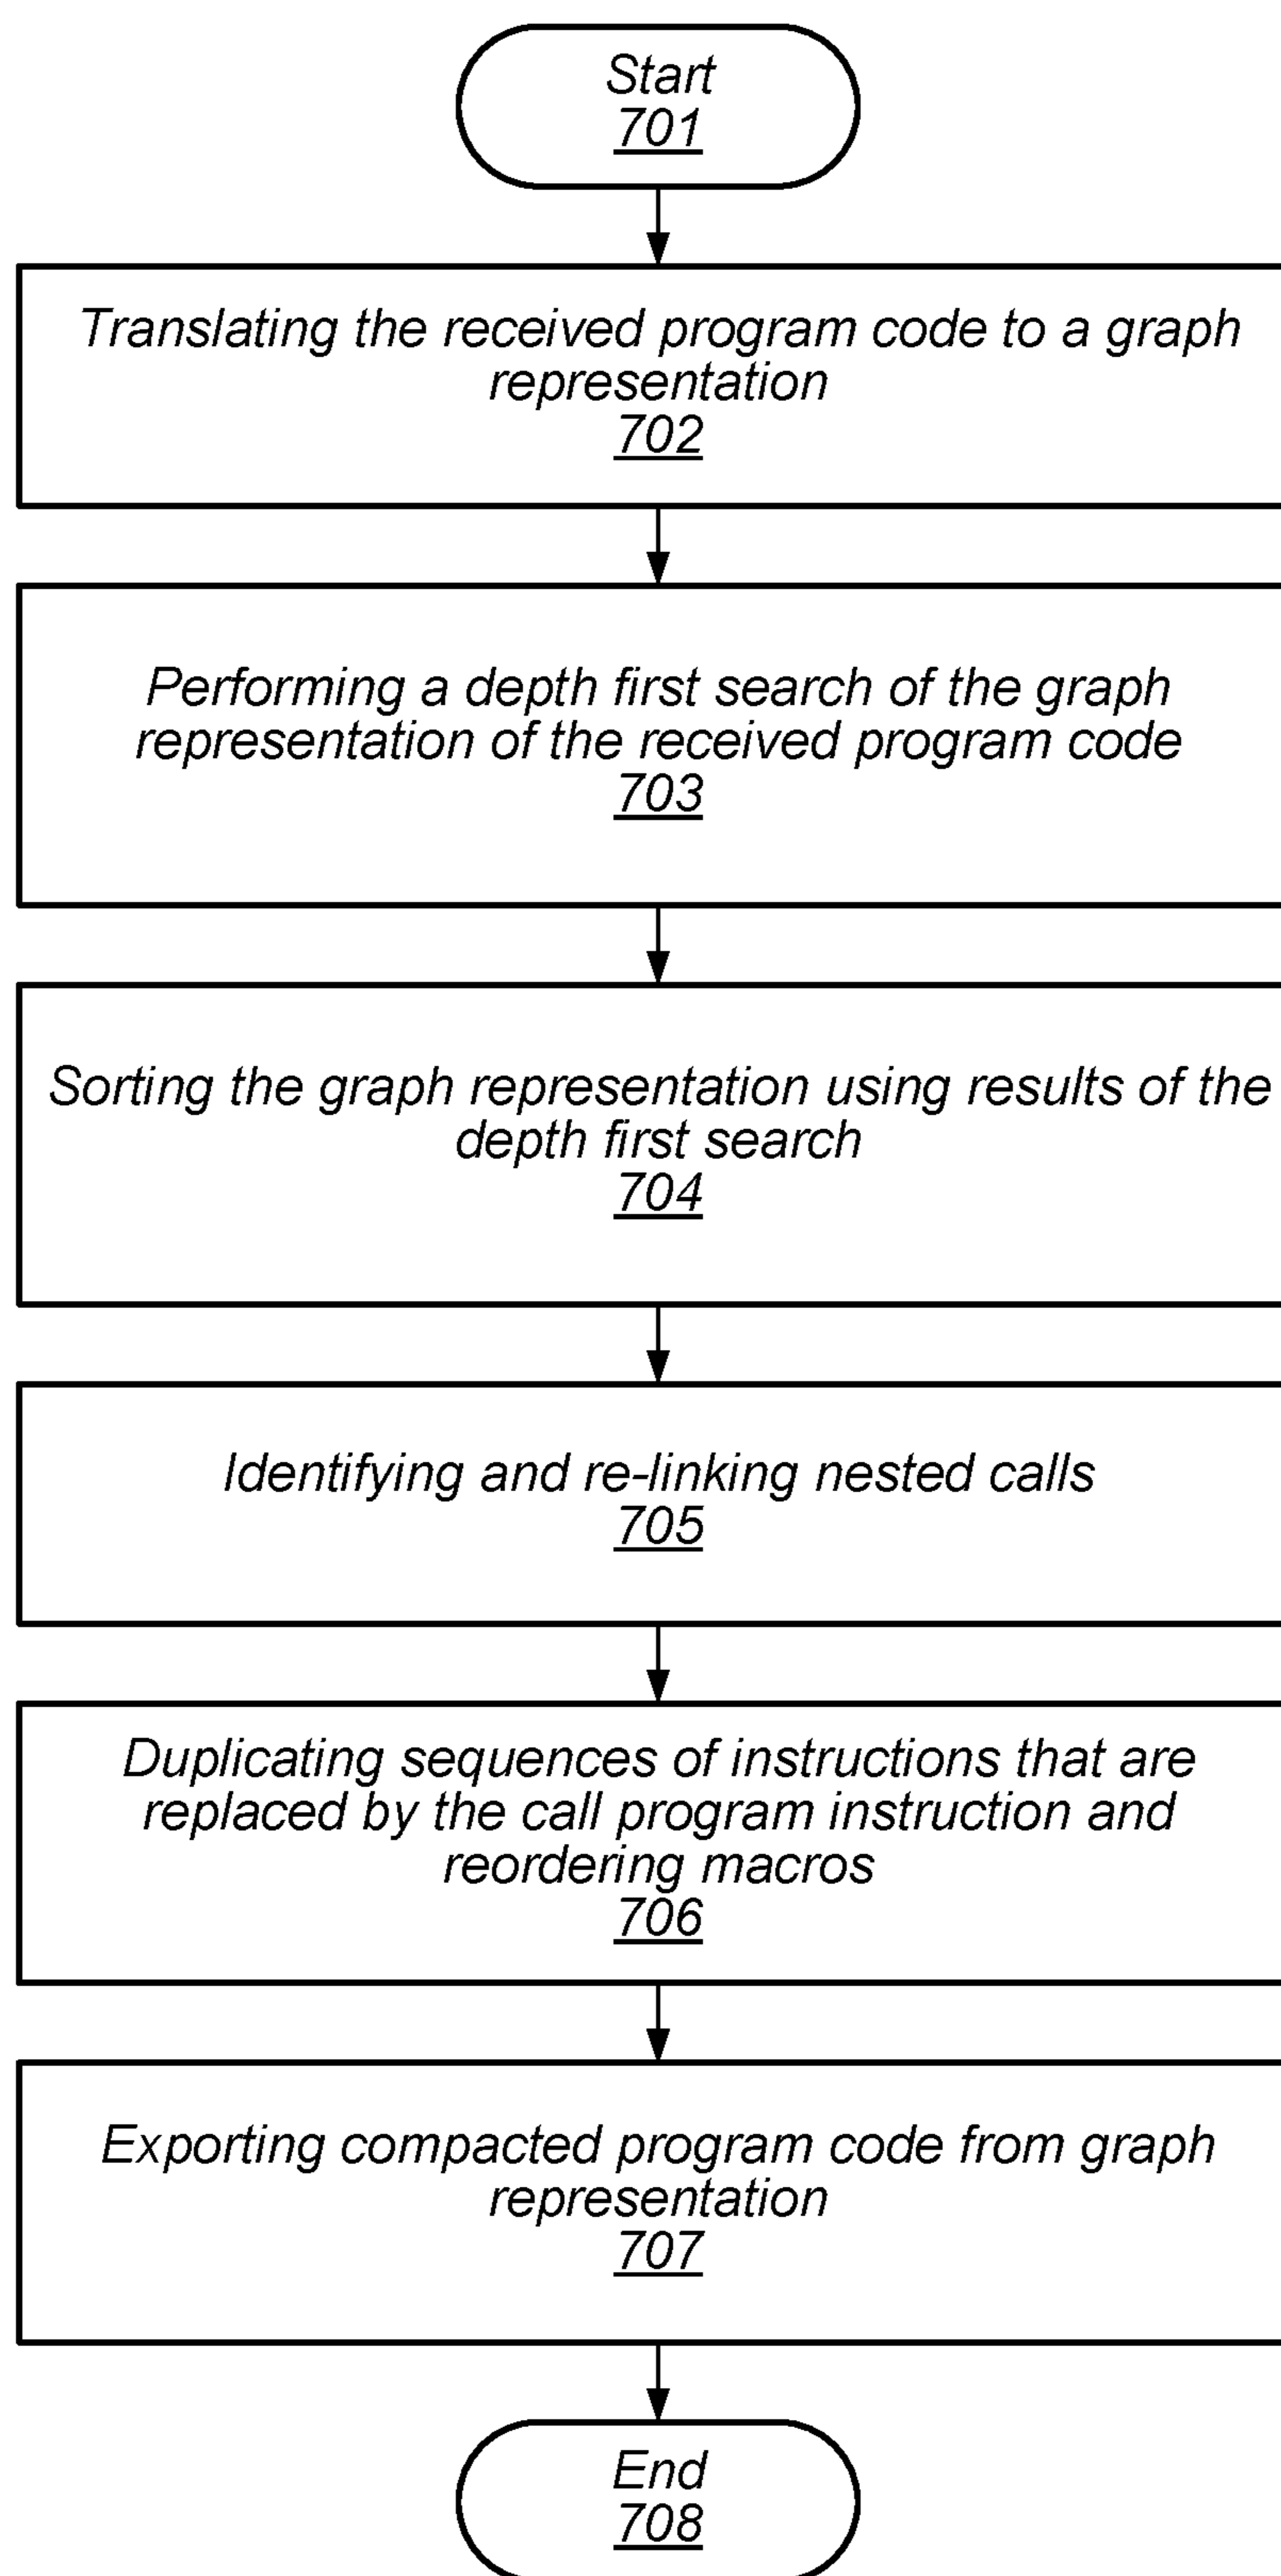 Start
701
Translating the received program code to a graph
representation
702
Performing a depth first search of the graph
representation of the received program code
703
Sorting the graph representation using results of the
depth first search
704
Identifying and re-linking nested calls
705
Duplicating sequences of instructions that are
replaced by the call program instruction and
reordering macros
706
Exporting compacted program code from graph
representation
707
End
708